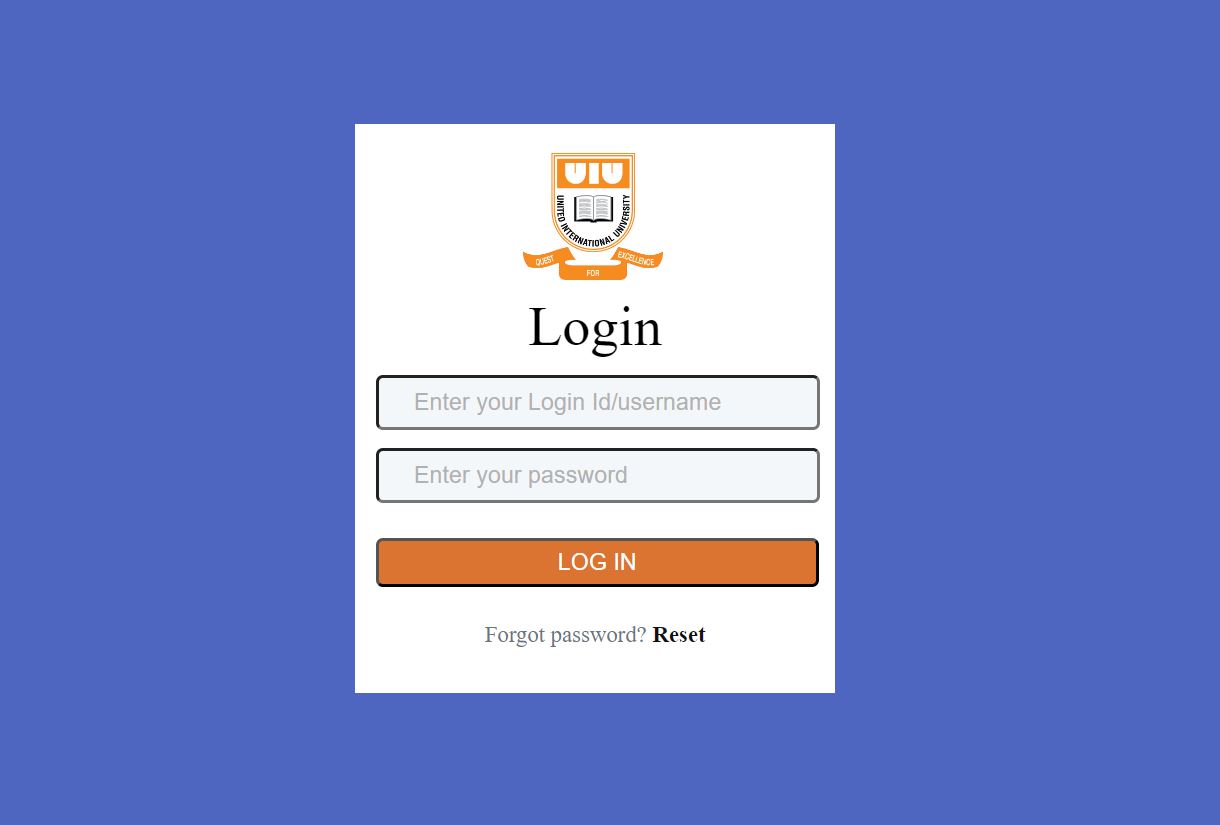 UIU
UNITED INTERNATIONAL UNIVERSITY
QUEST FOR EXCELLENCE
Login
Enter your Login Id/username
Enter your password
LOG IN
Forgot password? Reset